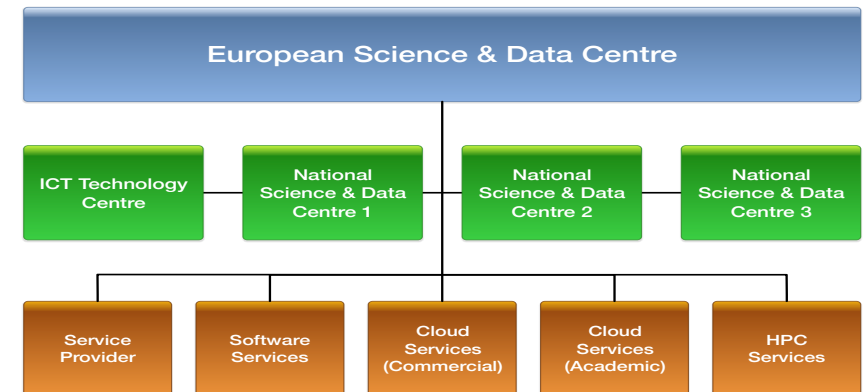 European Science & Data Centre
ICT Technology
Centre
National
Science & Data
Centre 1
National
Science & Data
Centre 2
National
Science & Data
Centre 3
Service
Provider
Software
Services
Cloud
Services
(Commercial)
Cloud
Services
(Academic)
HPC
Services